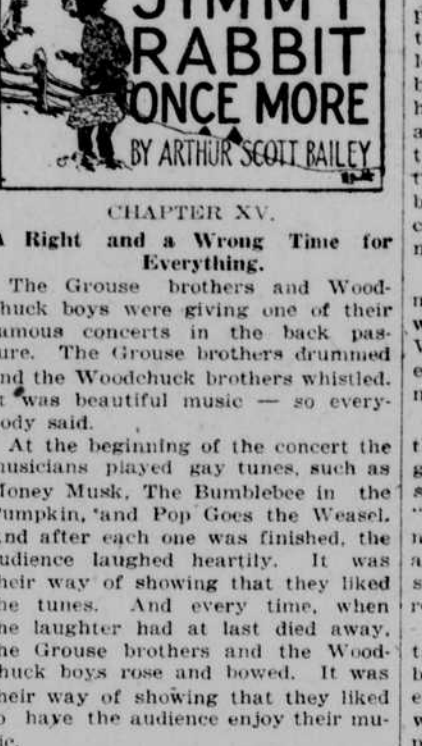 JIMMY
RABBIT
ONCE MORE
BY ARTHUR SCOTT BAILEY
CHAPTER XV.
A Right and a Wrong Time for
Everything.
The Grouse brothers and Wood-
huck boys were giving one of their
amous concerts in the back pas-
ure. The Grouse brothers drummed
nd the Woodchuck brothers whistled.
t was beautiful music — so every-
ody said.
At the beginning of the concert the
musicians played gay tunes, such as
Money Musk, The Bumblebee in the
Pumpkin, and Pop Goes the Weasel.
nd after each one was finished, the
udience laughed heartily. It was
heir way of showing that they liked
he tunes. And every time, when
he laughter had at last died away,
he Grouse brothers and the Wood-
huck boys rose and bowed. It was
heir way of showing that they liked
o have the audience enjoy their mu-
ic.